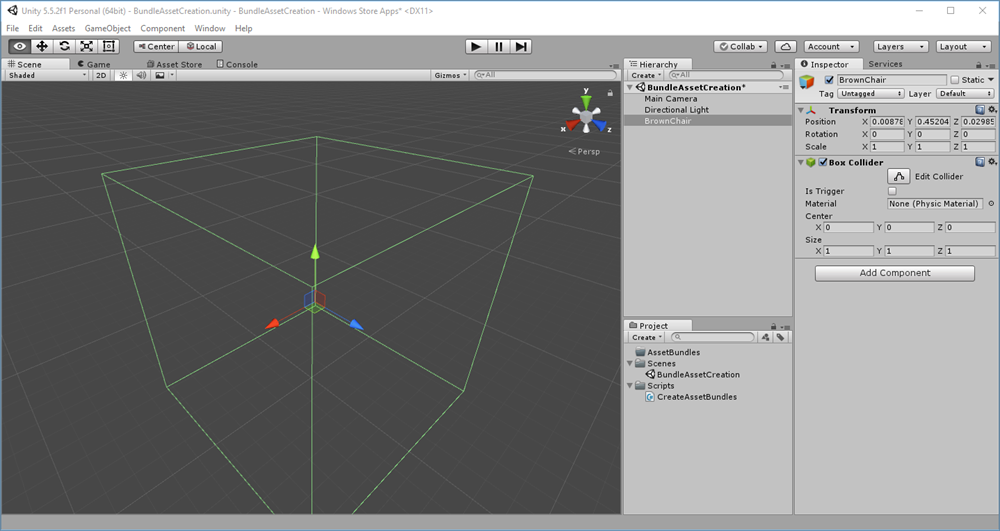 Unity 5.5.2f1 Personal (64bit) - BundleAssetCreation.unity - BundleAssetCreation - Windows Store Apps* <DX11>
File Edit Assets GameObject Component Window Help
Center Local Collab Account Layers Layout
Scene Game Asset Store Console
Shaded 2D Gizmos All
y
x z
Persp
Hierarchy
Create All
BundleAssetCreation*
Main Camera
Directional Light
BrownChair
Project
Create
AssetBundles
Scenes
BundleAssetCreation
Scripts
CreateAssetBundles
Inspector Services
BrownChair Static
Tag Untagged Layer Default
Transform
Position X 0.00878 Y 0.45204 Z 0.02985
Rotation X 0 Y 0 Z 0
Scale X 1 Y 1 Z 1
Box Collider
Edit Collider
Is Trigger
Material None (Physic Material)
Center
X 0 Y 0 Z 0
Size
X 1 Y 1 Z 1
Add Component